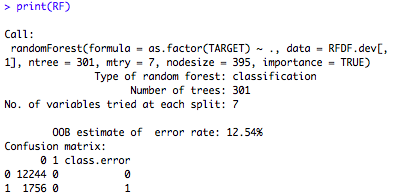 > print(RF)
Call:
randomForest(formula = as.factor(TARGET) ~ ., data = RFDF.dev[,
1], ntree = 301, mtry = 7, nodesize = 395, importance = TRUE)
Type of random forest: classification
Number of trees: 301
No. of variables tried at each split: 7
OOB estimate of  error rate: 12.54%
Confusion matrix:
0 1 class.error
0 12244 0 0
1 1756 0 1